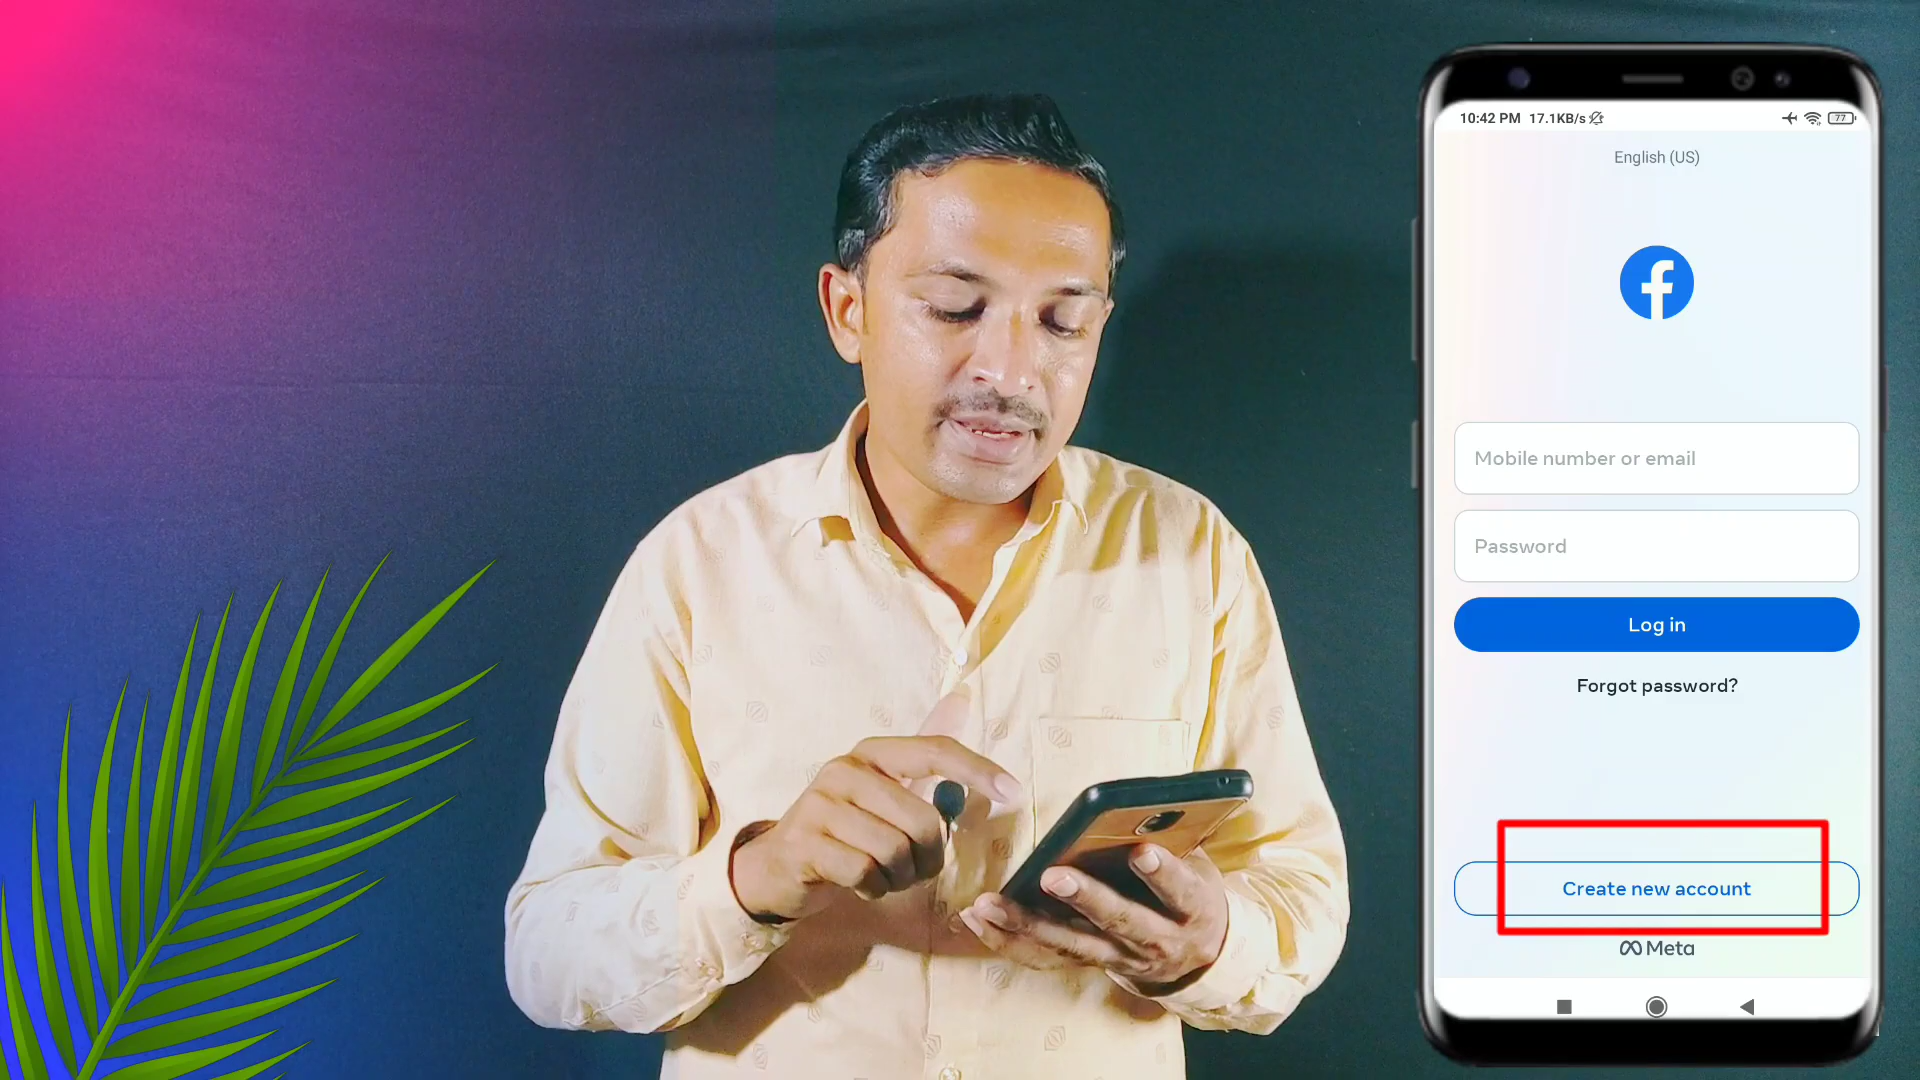 10:42 PM 17.1KB/s
77
English (US)
Mobile number or email
Password
Log in
Forgot password?
Create new account
Meta